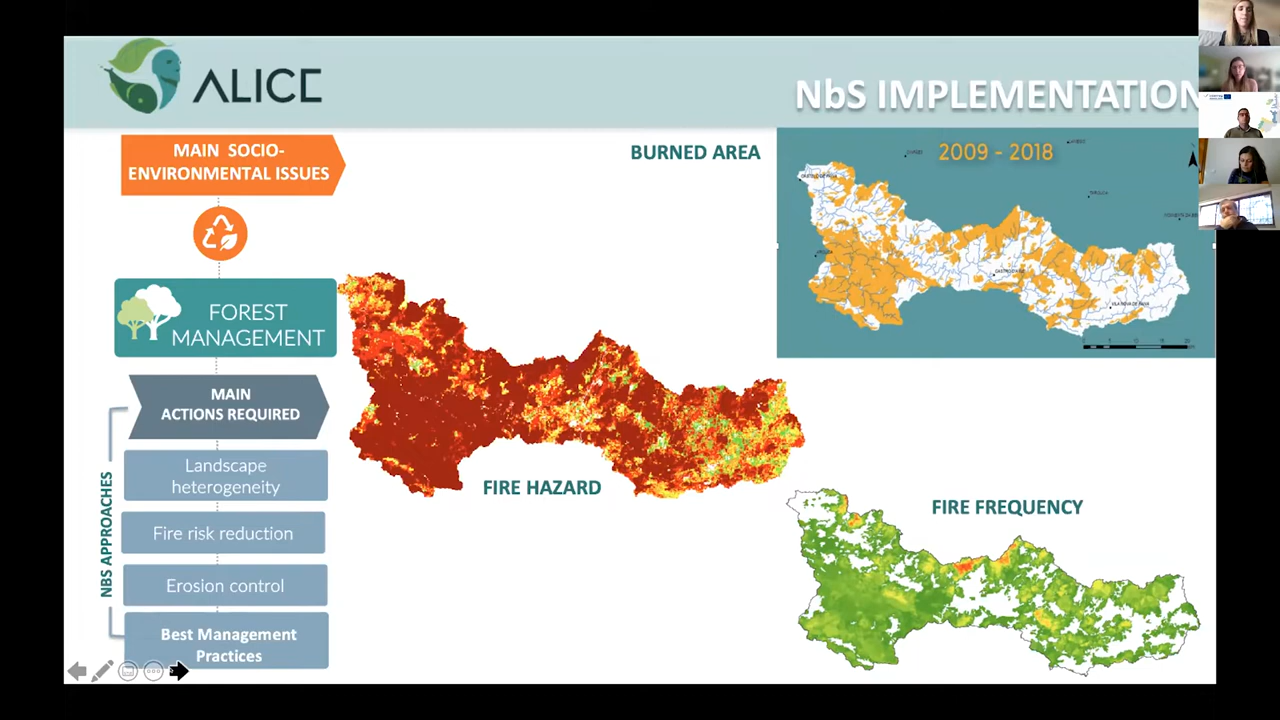 ALICE
NbS IMPLEMENTATION
MAIN SOCIO-
ENVIRONMENTAL ISSUES
BURNED AREA
2009 - 2018
FOREST
MANAGEMENT
MAIN
ACTIONS REQUIRED
NBS APPROACHES
Landscape
heterogeneity
Fire risk reduction
Erosion control
Best Management
Practices
FIRE HAZARD
FIRE FREQUENCY